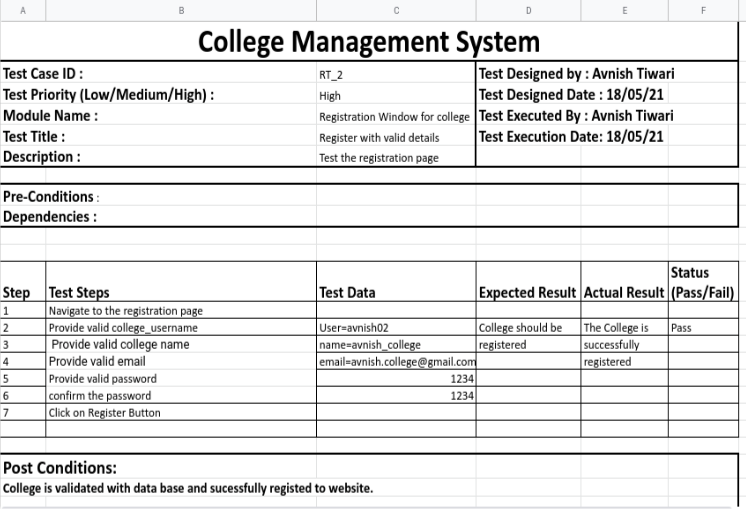 A B C D E F
College Management System
Test Case ID : RT_2 Test Designed by : Avnish Tiwari
Test Priority (Low/Medium/High) : High Test Designed Date : 18/05/21
Module Name : Registration Window for college Test Executed By : Avnish Tiwari
Test Title : Register with valid details Test Execution Date: 18/05/21
Description : Test the registration page
Pre-Conditions :
Dependencies :
Status
Step Test Steps Test Data Expected Result Actual Result (Pass/Fail)
1 Navigate to the registration page
2 Provide valid college_username User=avnish02 College should be The College is Pass
3 Provide valid college name name=avnish_college registered successfully
4 Provide valid email email=avnish.college@gmail.com registered
5 Provide valid password 1234
6 confirm the password 1234
7 Click on Register Button
Post Conditions:
College is validated with data base and sucessfully registed to website.